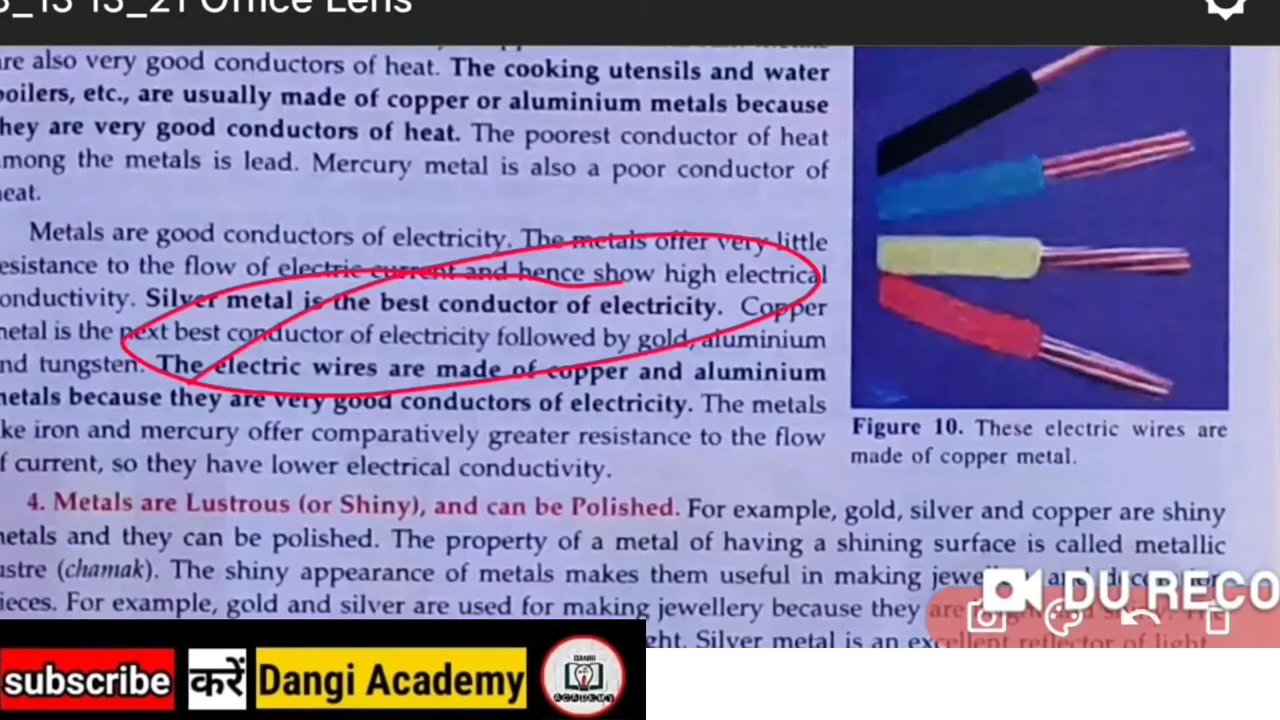 3_13 13_21 Office Lens
are also very good conductors of heat. The cooking utensils and water
boilers, etc., are usually made of copper or aluminium metals because
they are very good conductors of heat. The poorest conductor of heat
among the metals is lead. Mercury metal is also a poor conductor of
heat.
Metals are good conductors of electricity. The metals offer very little
resistance to the flow of electric current and hence show high electrical
conductivity. Silver metal is the best conductor of electricity. Copper
metal is the next best conductor of electricity followed by gold, aluminium
and tungsten. The electric wires are made of copper and aluminium
metals because they are very good conductors of electricity. The metals
like iron and mercury offer comparatively greater resistance to the flow
of current, so they have lower electrical conductivity.
Figure 10. These electric wires are
made of copper metal.
4. Metals are Lustrous (or Shiny), and can be Polished. For example, gold, silver and copper are shiny
metals and they can be polished. The property of a metal of having a shining surface is called metallic
lustre (chamak). The shiny appearance of metals makes them useful in making jewellery and decoration
pieces. For example, gold and silver are used for making jewellery because they are
ght. Silver metal is an excellent reflector of light.
DU RECO
subscribe करें Dangi Academy
DANGI
ACADEMY